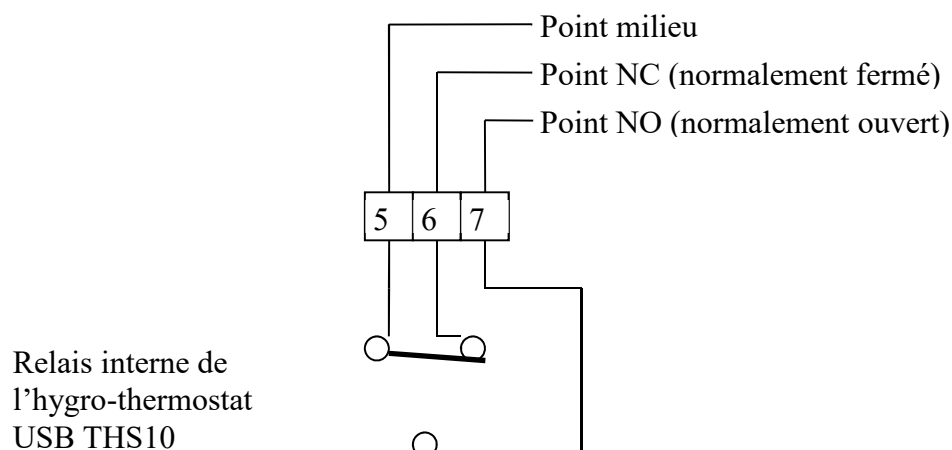 Point milieu
Point NC (normalement fermé)
Point NO (normalement ouvert)
5 6 7
Relais interne de
l’hygro-thermostat
USB THS10